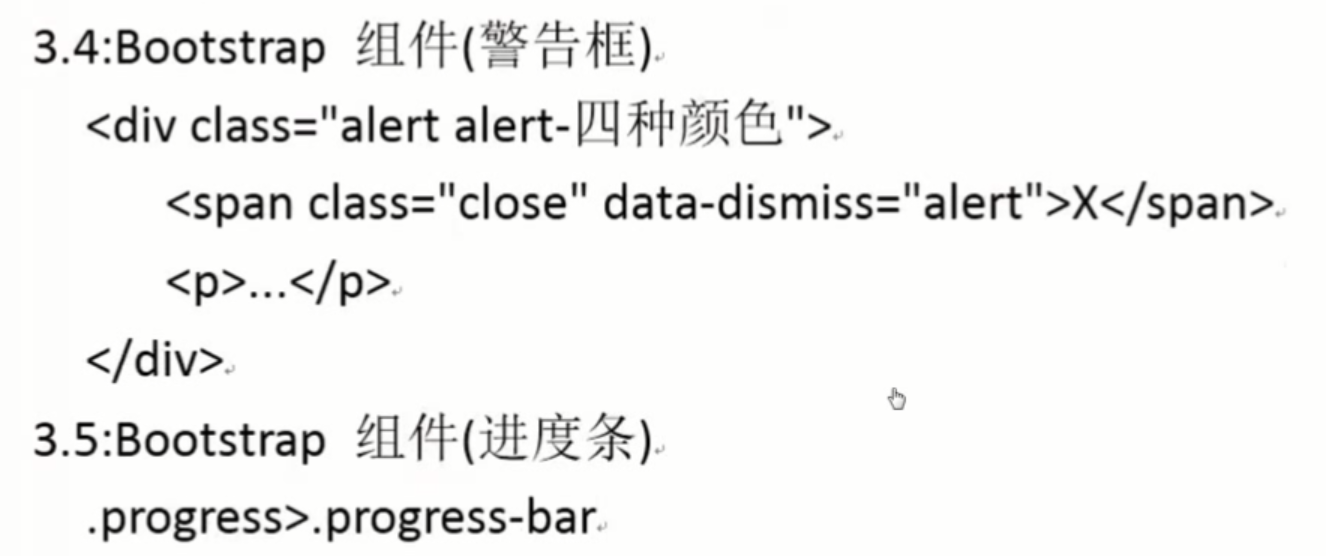 3.4:Bootstrap 组件(警告框)
<div class="alert alert-四种颜色">
<span class="close" data-dismiss="alert">X</span>
<p>...</p>
</div>
3.5:Bootstrap 组件(进度条)
.progress>.progress-bar